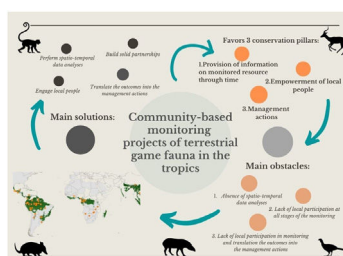 Perform spatio-temporal
data analyses
Build solid partnerships
Engage local people
Translate the outcomes into the
management actions
Main solutions:
Favors 3 conservation pillars:
1.Provision of information
on monitored resource
through time
2.Empowerment of local
people
3.Management
actions
Community-based
monitoring
projects of terrestrial
game fauna in the
tropics
Main obstacles:
1. Absence of spatio-temporal
data analyses
2. Lack of local participation at
all stages of the monitoring
3. Lack of local participation in monitoring
and translation the outcomes into
the management actions